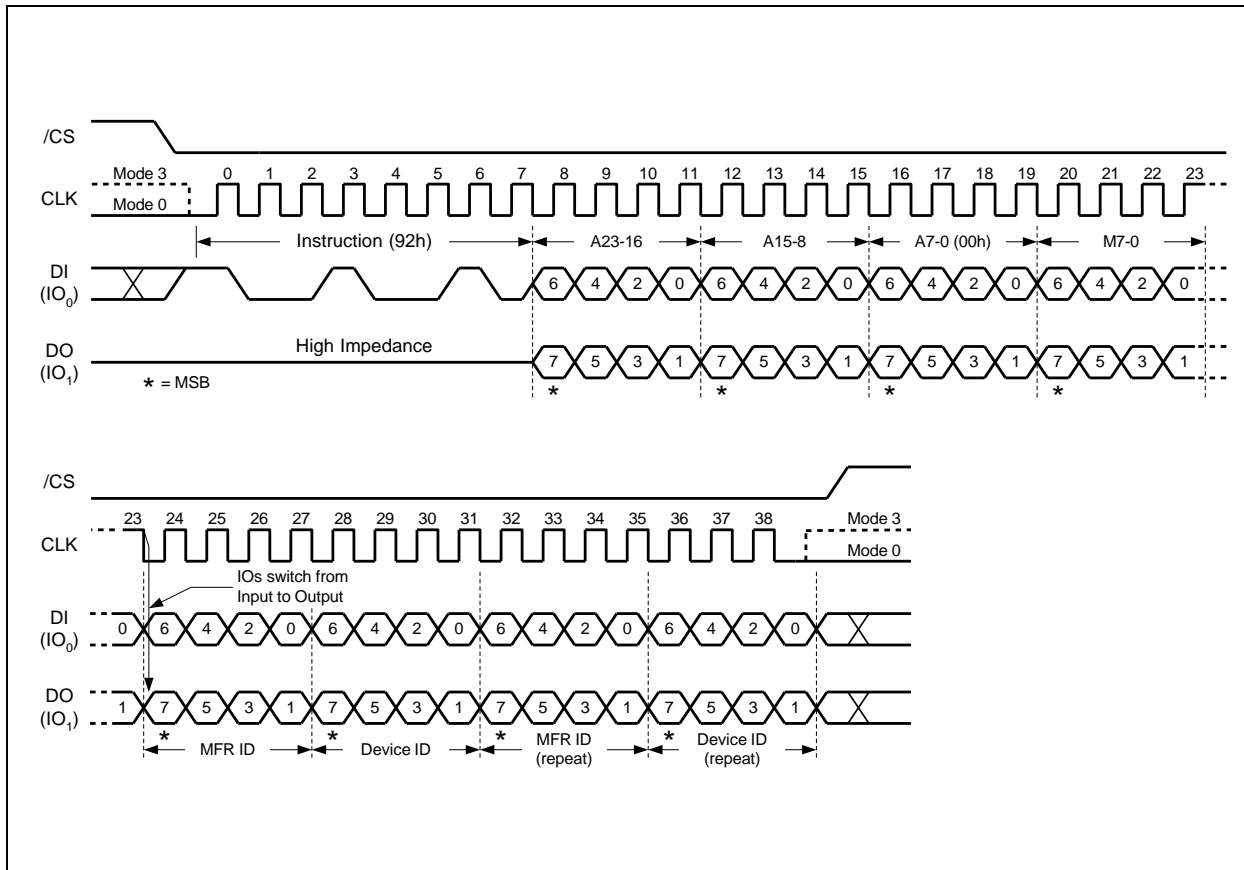 /CS
Mode 3 0 1 2 3 4 5 6 7 8 9 10 11 12 13 14 15 16 17 18 19 20 21 22 23
CLK
Mode 0
Instruction (92h) A23-16 A15-8 A7-0 (00h) M7-0
DI
(IO0)
6 4 2 0 6 4 2 0 6 4 2 0 6 4 2 0
High Impedance
DO
(IO1)
7 5 3 1 7 5 3 1 7 5 3 1 7 5 3 1
* = MSB
* * * *
/CS
23 24 25 26 27 28 29 30 31 32 33 34 35 36 37 38 Mode 3
CLK
Mode 0
IOs switch from
Input to Output
DI
(IO0)
0 6 4 2 0 6 4 2 0 6 4 2 0 6 4 2 0
DO
(IO1)
1 7 5 3 1 7 5 3 1 7 5 3 1 7 5 3 1
* * * *
MFR ID Device ID MFR ID Device ID
(repeat) (repeat)